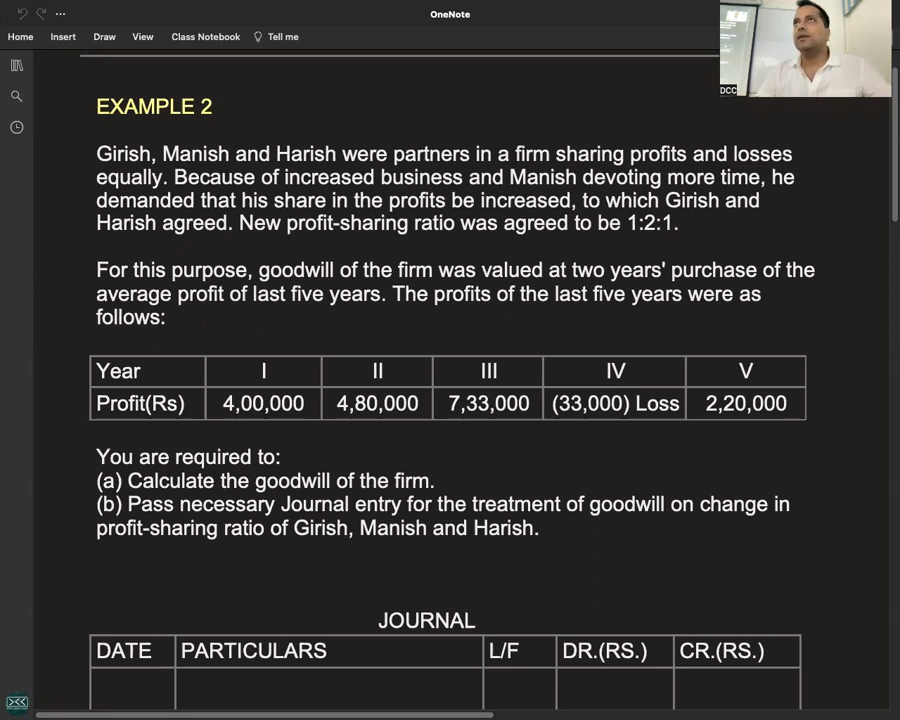 OneNote
Home Insert Draw View Class Notebook Tell me
DCC
EXAMPLE 2
Girish, Manish and Harish were partners in a firm sharing profits and losses
equally. Because of increased business and Manish devoting more time, he
demanded that his share in the profits be increased, to which Girish and
Harish agreed. New profit-sharing ratio was agreed to be 1:2:1.
For this purpose, goodwill of the firm was valued at two years' purchase of the
average profit of last five years. The profits of the last five years were as
follows:
Year I II III IV V
Profit(Rs) 4,00,000 4,80,000 7,33,000 (33,000) Loss 2,20,000
You are required to:
(a) Calculate the goodwill of the firm.
(b) Pass necessary Journal entry for the treatment of goodwill on change in
profit-sharing ratio of Girish, Manish and Harish.
JOURNAL
DATE PARTICULARS L/F DR.(RS.) CR.(RS.)